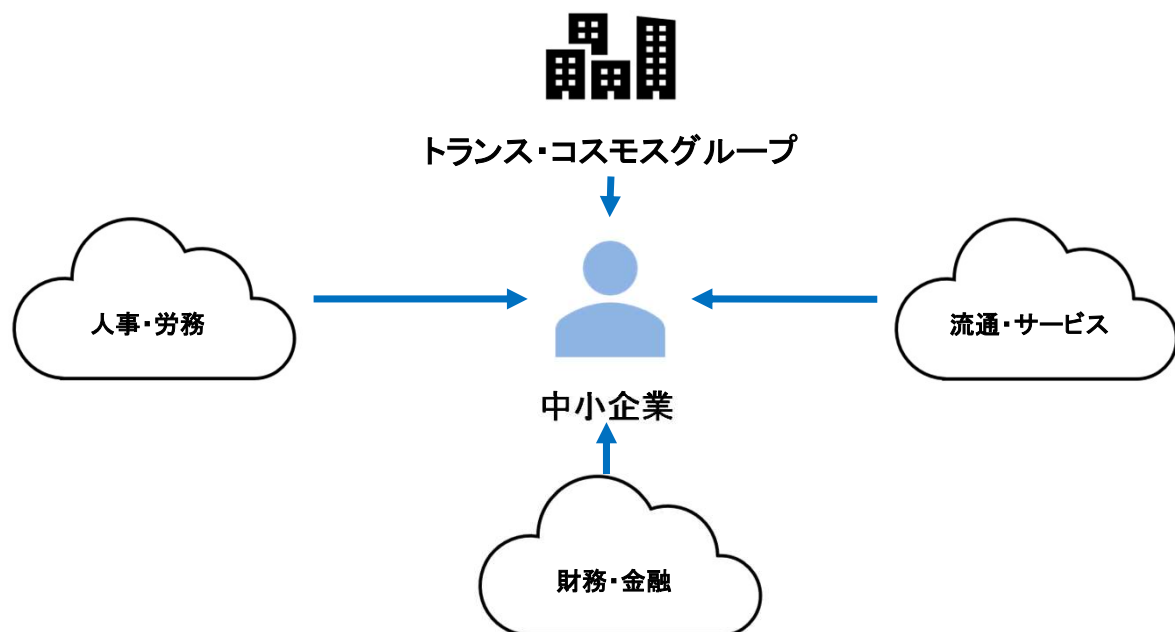 トランス・コスモスグループ
人事・労務
流通・サービス
中小企業
財務・金融